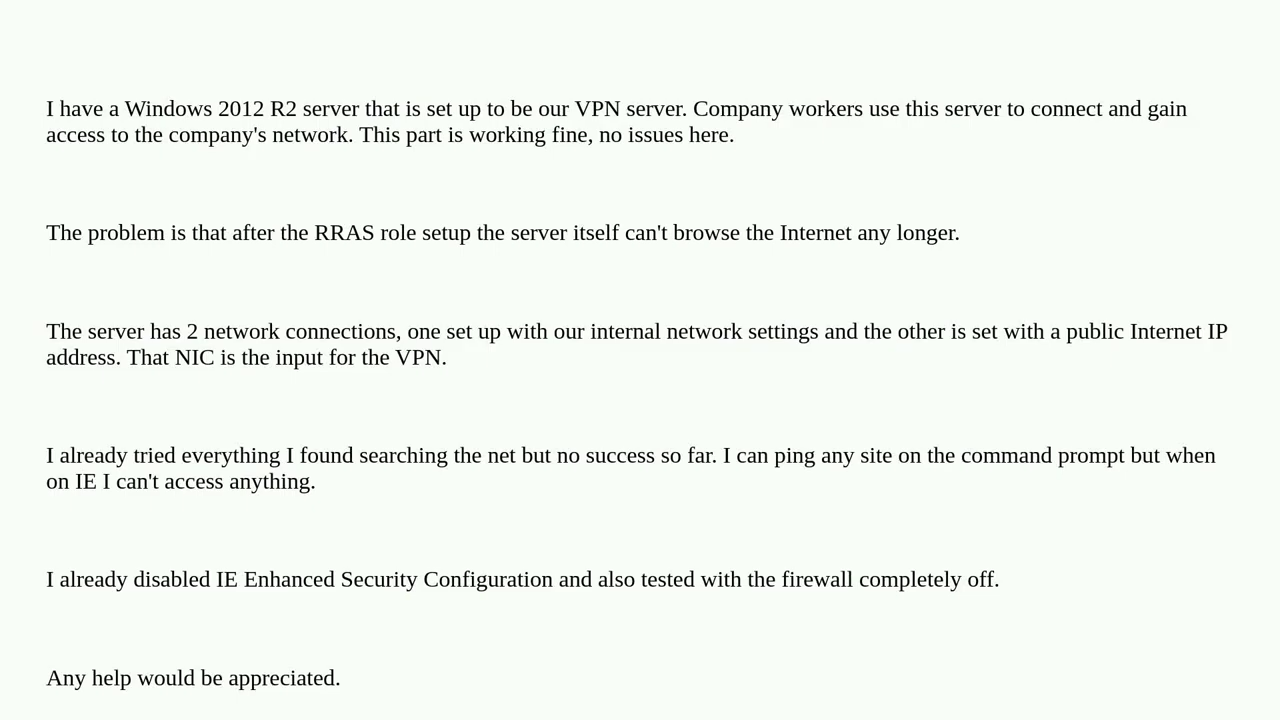 I have a Windows 2012 R2 server that is set up to be our VPN server. Company workers use this server to connect and gain
access to the company's network. This part is working fine, no issues here.
The problem is that after the RRAS role setup the server itself can't browse the Internet any longer.
The server has 2 network connections, one set up with our internal network settings and the other is set with a public Internet IP
address. That NIC is the input for the VPN.
I already tried everything I found searching the net but no success so far. I can ping any site on the command prompt but when
on IE I can't access anything.
I already disabled IE Enhanced Security Configuration and also tested with the firewall completely off.
Any help would be appreciated.